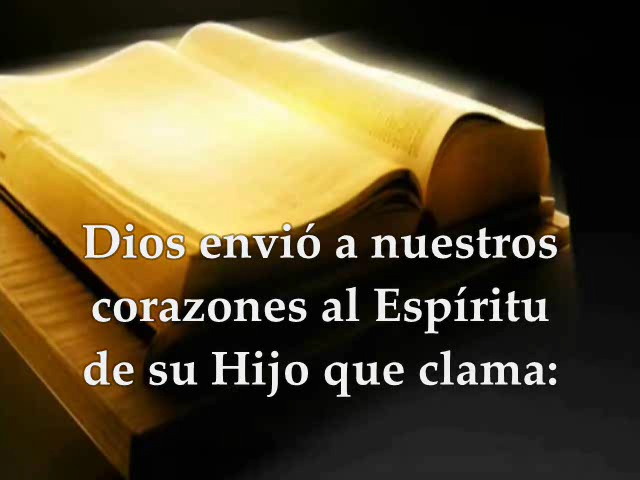 Dios envió a nuestros
corazones al Espíritu
de su Hijo que clama: